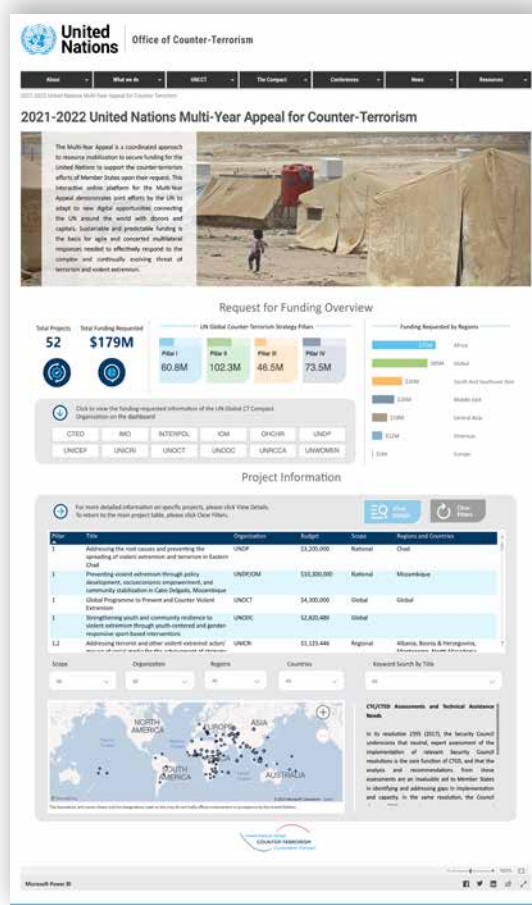 United
Nations
Office of Counter-Terrorism
About
What we do
UNCCT
The Compact
Conferences
News
Resources
2021-2022 United Nations Multi-Year Appeal for Counter Terrorism
2021-2022 United Nations Multi-Year Appeal for Counter-Terrorism
The Multi-Year Appeal is a coordinated approach
to resource mobilization to secure funding for the
United Nations to support the counter-terrorism
efforts of Member States upon their request. This
interactive online platform for the Multi-Year
Appeal demonstrates joint efforts by the UN to
adapt to new digital opportunities connecting
the UN around the world with donors and
capitals. Sustainable and predictable funding is
the basis for agile and concerted multilateral
responses needed to effectively respond to the
complex and continually evolving threat of
terrorism and violent extremism.
Request for Funding Overview
Total Projects
52
Total Funding Requested
$179M
UN Global Counter-Terrorism Strategy Pillars
Pillar I
60.8M
Pillar II
102.3M
Pillar III
46.5M
Pillar IV
73.5M
Funding Requested by Regions
Africa
Global
South And Southeast Asia
Middle East
Central Asia
$12M
Americas
Europe
Click to view the funding requested information of the UN Global CT Compact
Organization on the dashboard
CTED
IMO
INTERPOL
IOM
OHCHR
UNDP
UNICEF
UNICRI
UNOCT
UNODC
UNRCCA
UNWOMEN
Project Information
For more detailed information on specific projects, please click View Details.
To return to the main project table, please click Clear Filters.
View
Details
Clear
Filters
Pillar Title Organization Budget Scope Regions and Countries
1 Addressing the root causes and preventing the UNDP $3,200,000 National Chad
spreading of violent extremism and terrorism in Eastern
Chad
1 Preventing violent extremism through policy UNDP/IOM $10,300,000 National Mozambique
development, socioeconomic empowerment, and
community stabilization in Cabo Delgado, Mozambique
1 Global Programme to Prevent and Counter Violent UNOCT $4,300,000 Global Global
Extremism
1 Strengthening youth and community resilience to UNODC $2,820,480 Global
violent extremism through youth-centered and gender-
responsive sport-based interventions
1,2 Addressing terrorist and other violent extremist actors' UNICRI $1,123,446 Regional Albania, Bosnia & Herzegovina,
Scope
All
Organization
All
Regions
All
Countries
All
Keyword Search By Title
All
NORTH
AMERICA
EUROPE
ASIA
SOUTH
AMERICA
AUSTRALIA
CTC/CTED Assessments and Technical Assistance
Needs
In its resolution 2395 (2017), the Security Council
underscores that neutral, expert assessment of the
implementation of relevant Security Council
resolutions is the core function of CTED, and that the
analysis and recommendations from these
assessments are an invaluable aid to Member States
in identifying and addressing gaps in implementation
and capacity. In the same resolution, the Council
COUNTER-TERRORISM
Microsoft Power BI
100%